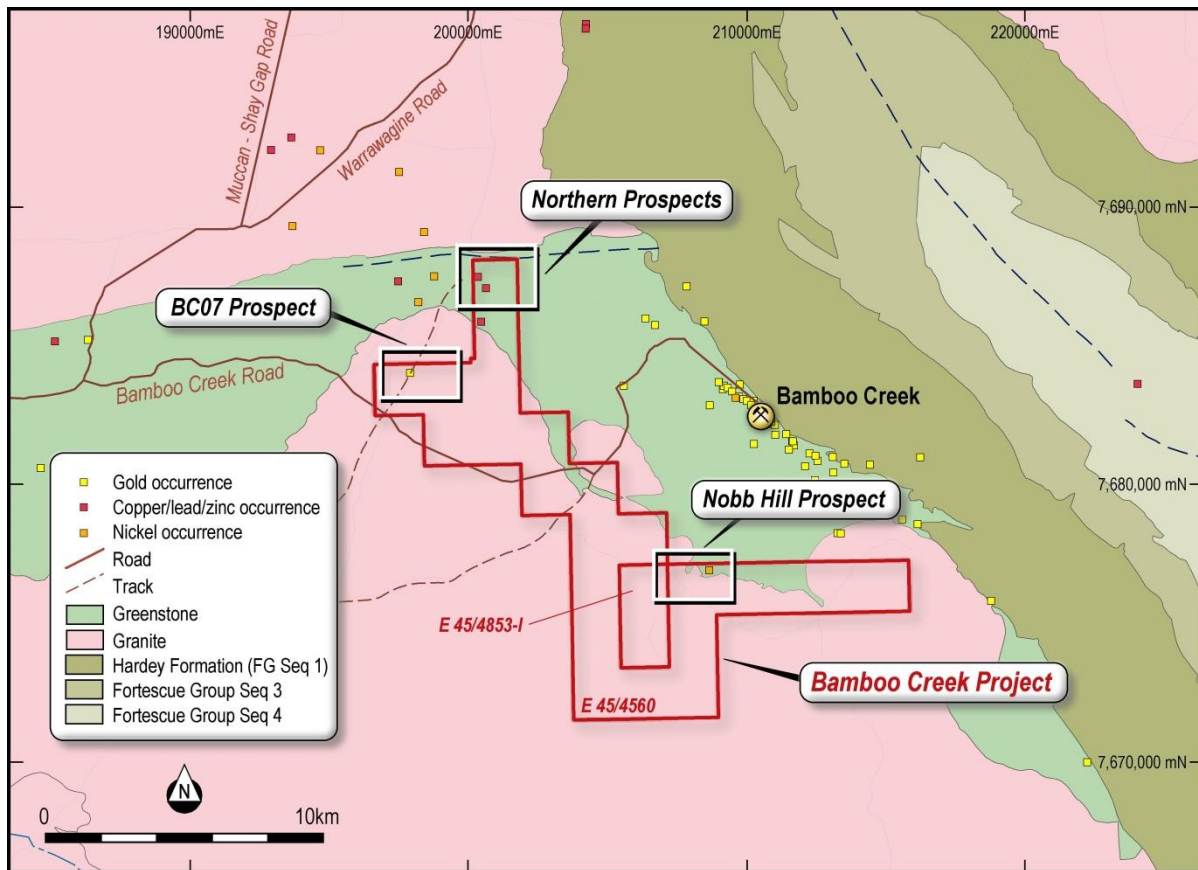 190000mE
200000mE
210000mE
220000mE
Muccan - Shay Gap Road
Warrawagine Road
Northern Prospects
7,690,000 mN
BC07 Prospect
Bamboo Creek Road
Bamboo Creek
Gold occurrence
Copper/lead/zinc occurrence
Nickel occurrence
Road
Track
Greenstone
Granite
Hardey Formation (FG Seq 1)
Fortescue Group Seq 3
Fortescue Group Seq 4
7,680,000 mN
Nobb Hill Prospect
E 45/4853-I
Bamboo Creek Project
E 45/4560
7,670,000 mN
N
0
10km